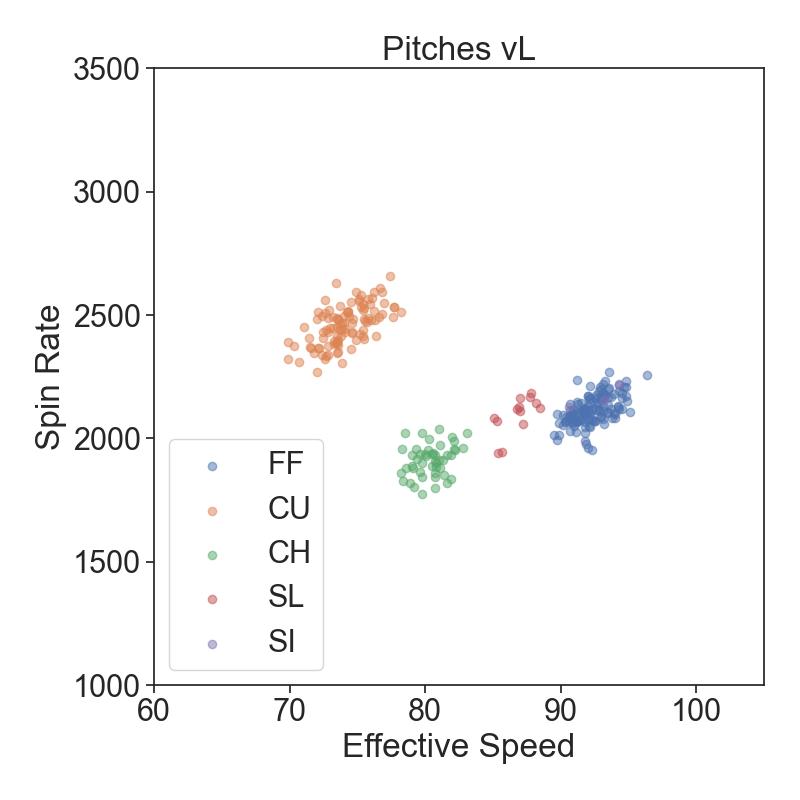 Pitches vL
3500
3000
2500
2000
1500
1000
Spin Rate
FF
CU
CH
SL
SI
60 70 80 90 100
Effective Speed